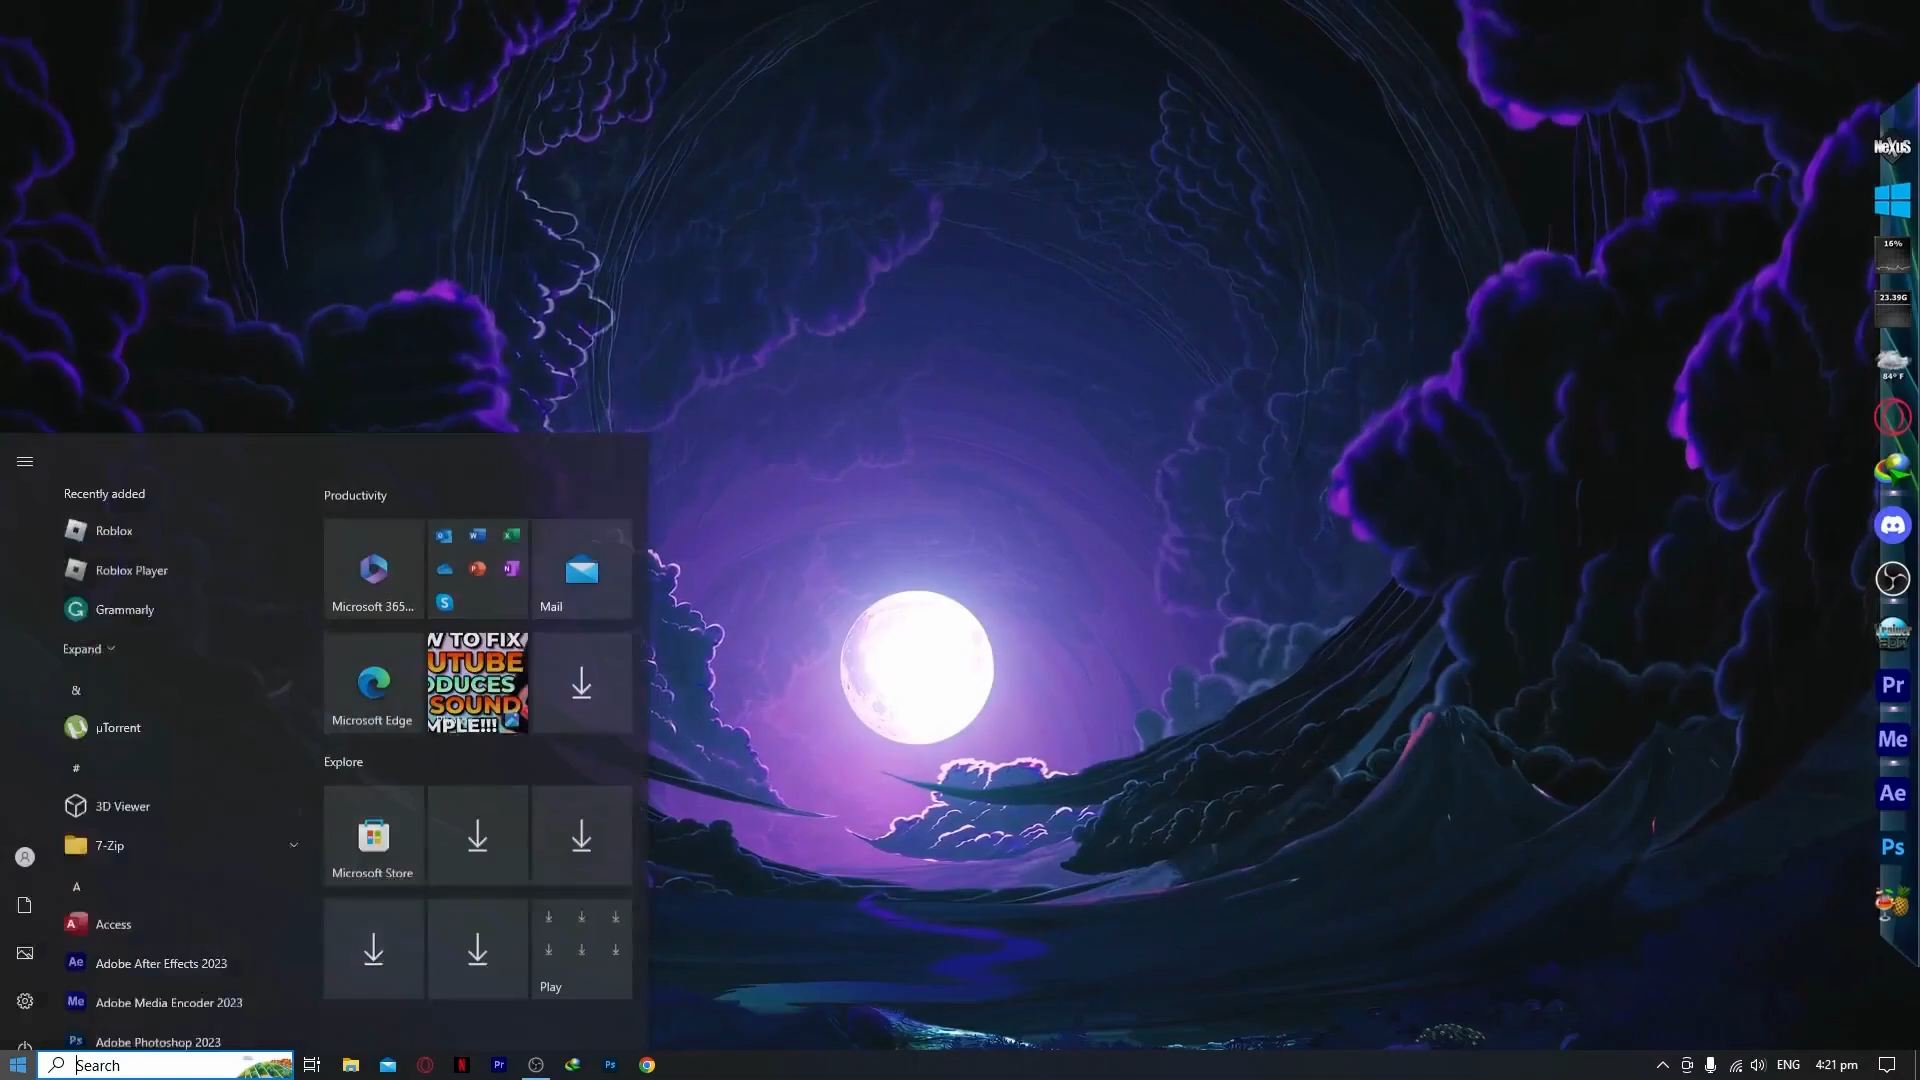 NeXuS
16%
23.39G
84° F
Pr
Me
Ae
Ps
Recently added
Roblox
Roblox Player
Grammarly
Expand
&
µTorrent
#
3D Viewer
7-Zip
A
Access
Adobe After Effects 2023
Adobe Media Encoder 2023
Adobe Photoshop 2023
Productivity
Microsoft 365...
Mail
Microsoft Edge
W TO FIX
UTUBE
ODUCES
SOUND
MPLE!!!
Explore
Microsoft Store
Play
Search
Pr
Ps
ENG
4:21 pm